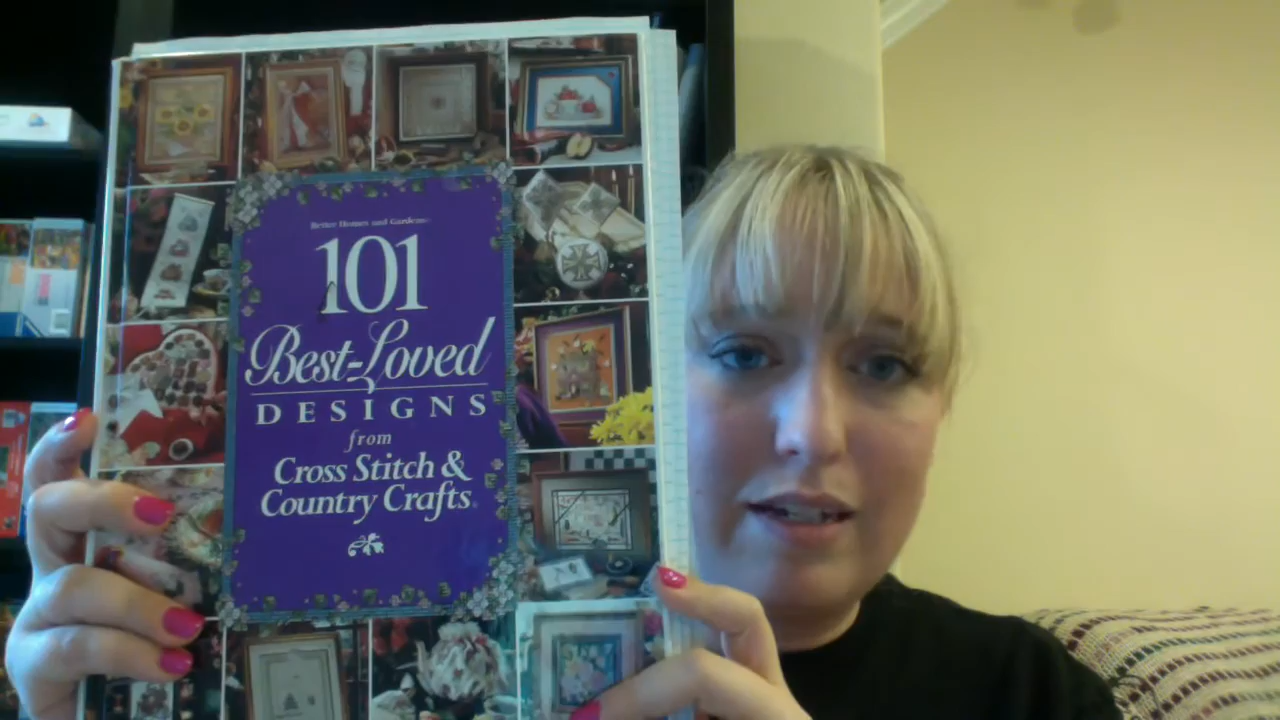 Better Homes and Gardens
101
Best-Loved
DESIGNS
from
Cross Stitch &
Country Crafts®